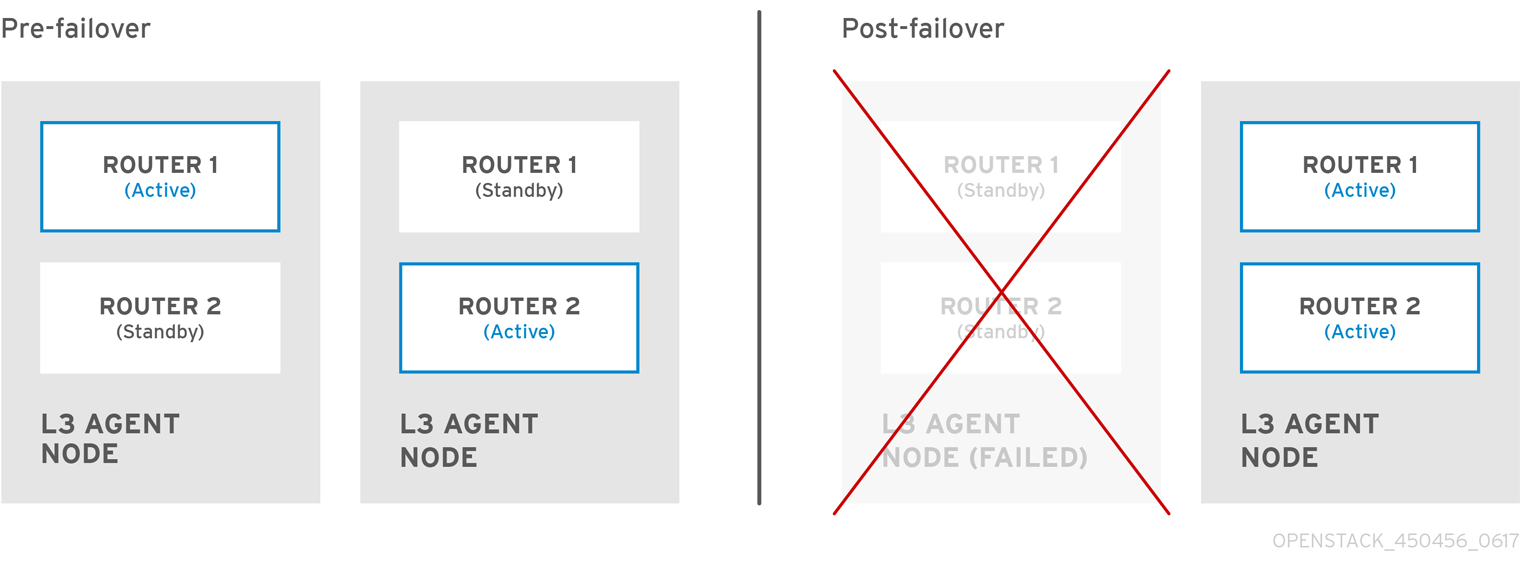 Pre-failover
ROUTER 1
(Active)
ROUTER 2
(Standby)
L3 AGENT
NODE
ROUTER 1
(Standby)
ROUTER 2
(Active)
L3 AGENT
NODE
Post-failover
ROUTER 1
(Standby)
ROUTER 2
(Standby)
L3 AGENT
NODE (FAILED)
ROUTER 1
(Active)
ROUTER 2
(Active)
L3 AGENT
NODE
OPENSTACK_450456_0617